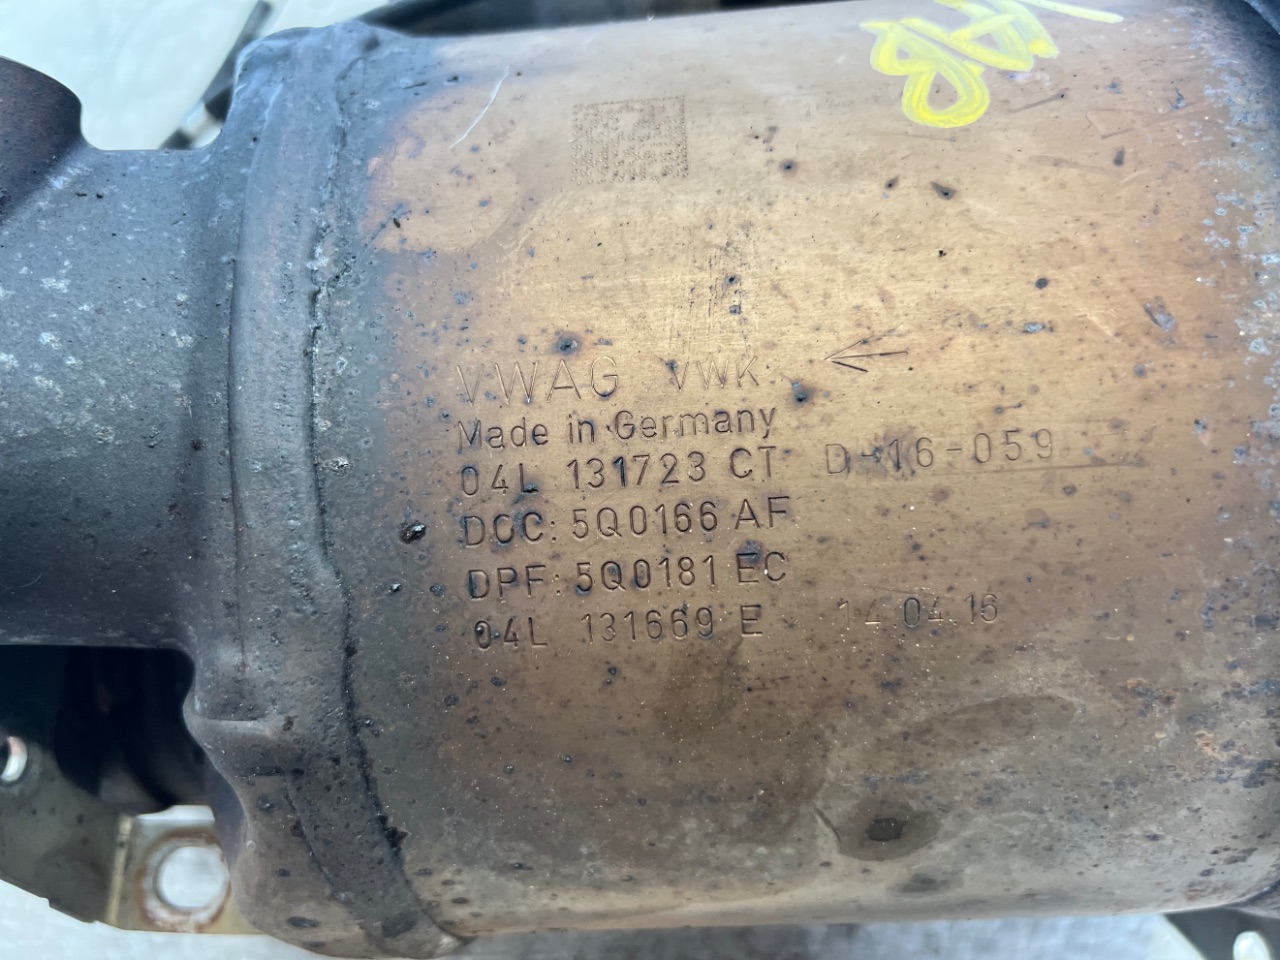 VWAG VWK
Made in Germany
04L 131723 CT D-16-059
DOC: 5Q0166 AF
DPF: 5Q0181 EC
04L 131669 E 14.04.16